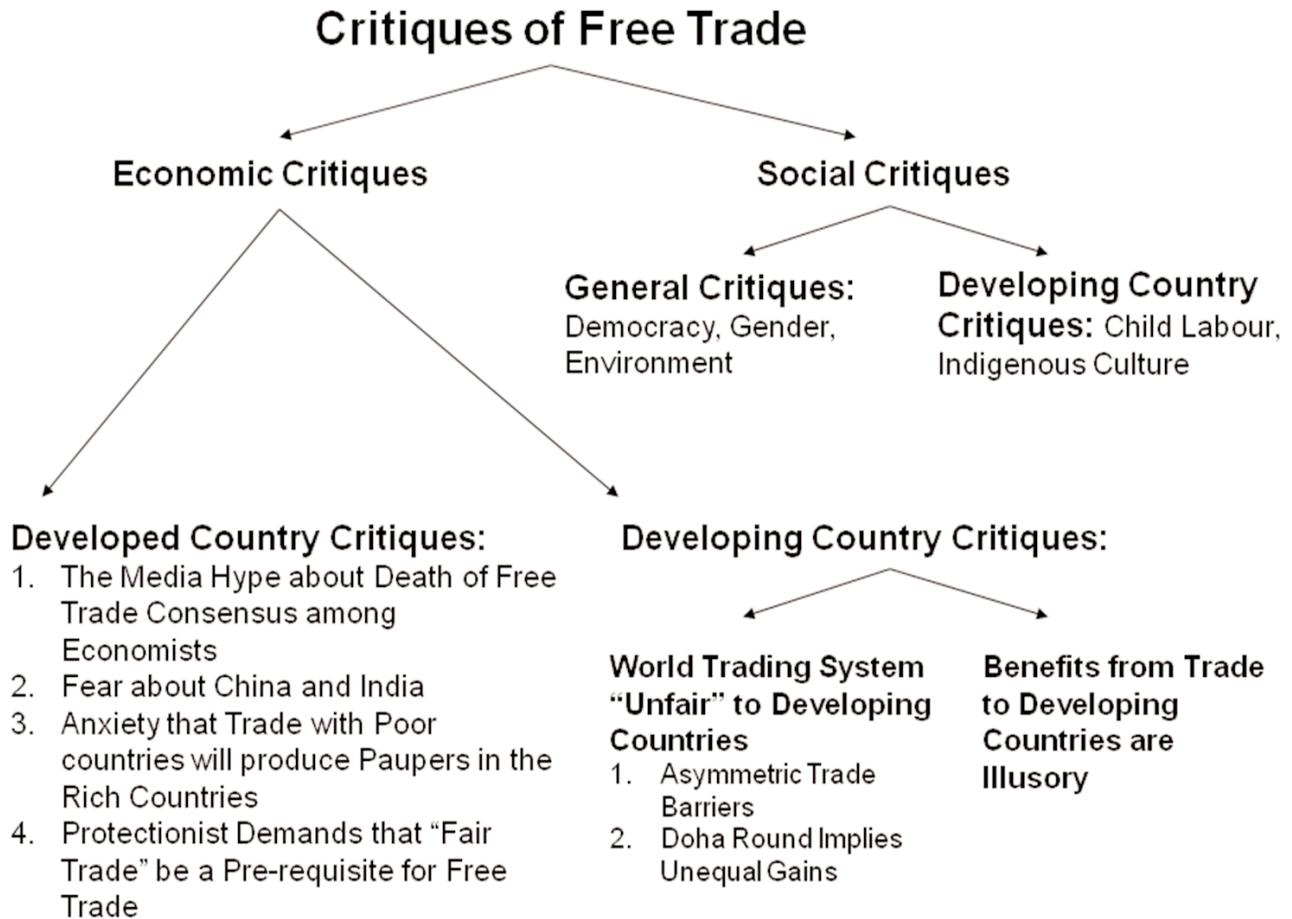 Critiques of Free Trade
Economic Critiques
Social Critiques
General Critiques:
Democracy, Gender,
Environment
Developing Country
Critiques: Child Labour,
Indigenous Culture
Developed Country Critiques:
1. The Media Hype about Death of Free
Trade Consensus among
Economists
2. Fear about China and India
3. Anxiety that Trade with Poor
countries will produce Paupers in the
Rich Countries
4. Protectionist Demands that “Fair
Trade” be a Pre-requisite for Free
Trade
Developing Country Critiques:
World Trading System
“Unfair” to Developing
Countries
1. Asymmetric Trade
Barriers
2. Doha Round Implies
Unequal Gains
Benefits from Trade
to Developing
Countries are
Illusory